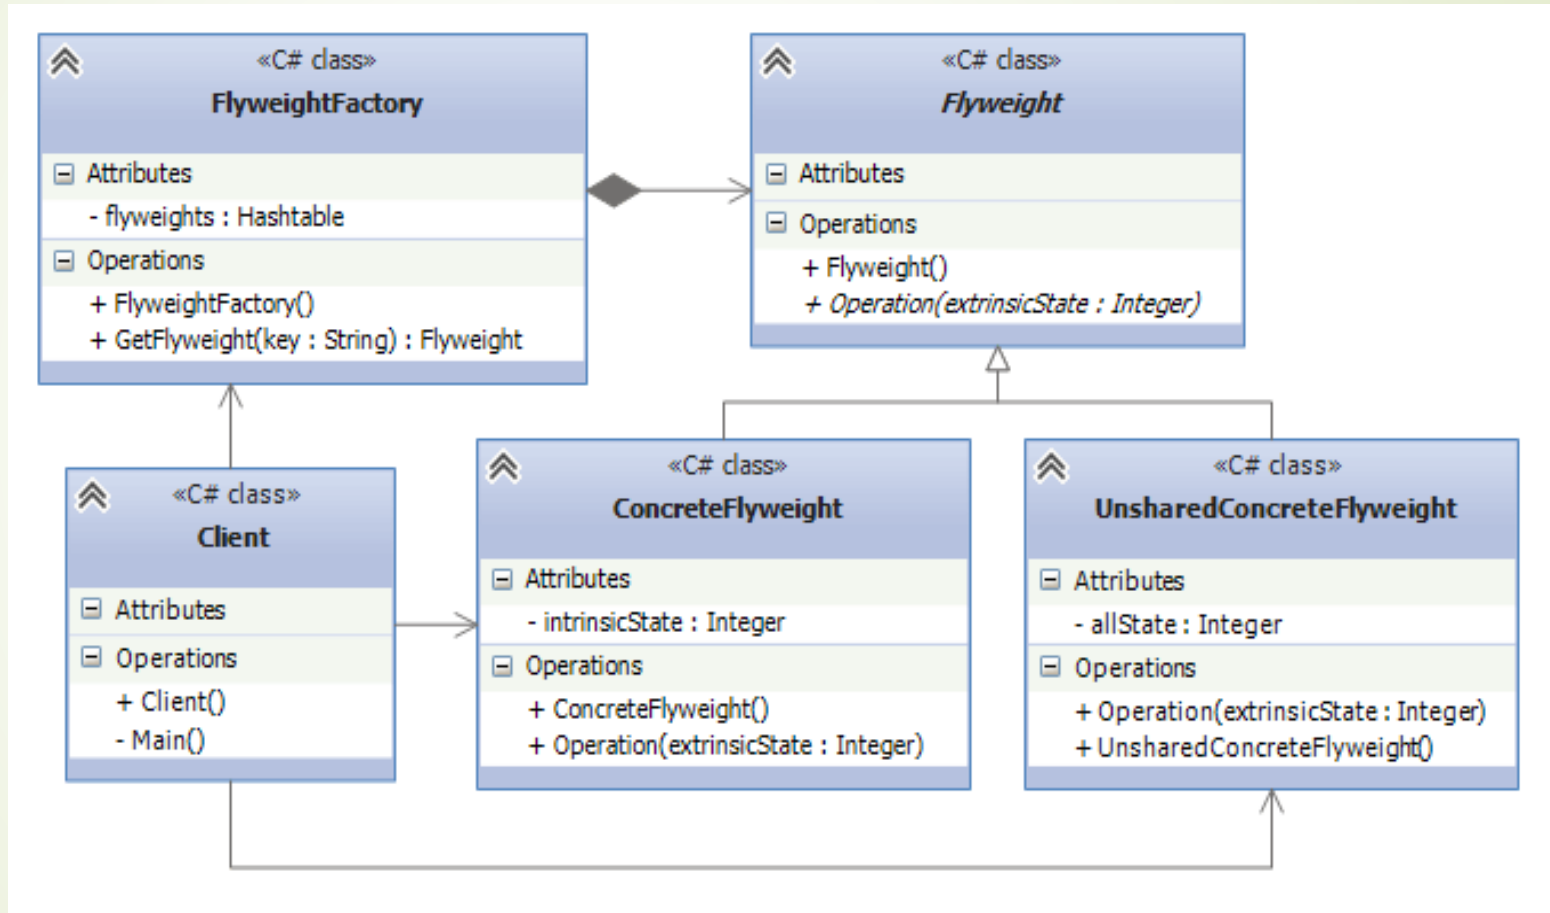 «C# class»
FlyweightFactory
Attributes
- flyweights : Hashtable
Operations
+ FlyweightFactory()
+ GetFlyweight(key : String) : Flyweight
«C# class»
Flyweight
Attributes
Operations
+ Flyweight()
+ Operation(extrinsicState : Integer)
«C# class»
Client
Attributes
Operations
+ Client()
- Main()
«C# class»
ConcreteFlyweight
Attributes
- intrinsicState : Integer
Operations
+ ConcreteFlyweight()
+ Operation(extrinsicState : Integer)
«C# class»
UnsharedConcreteFlyweight
Attributes
- allState : Integer
Operations
+ Operation(extrinsicState : Integer)
+ UnsharedConcreteFlyweight()